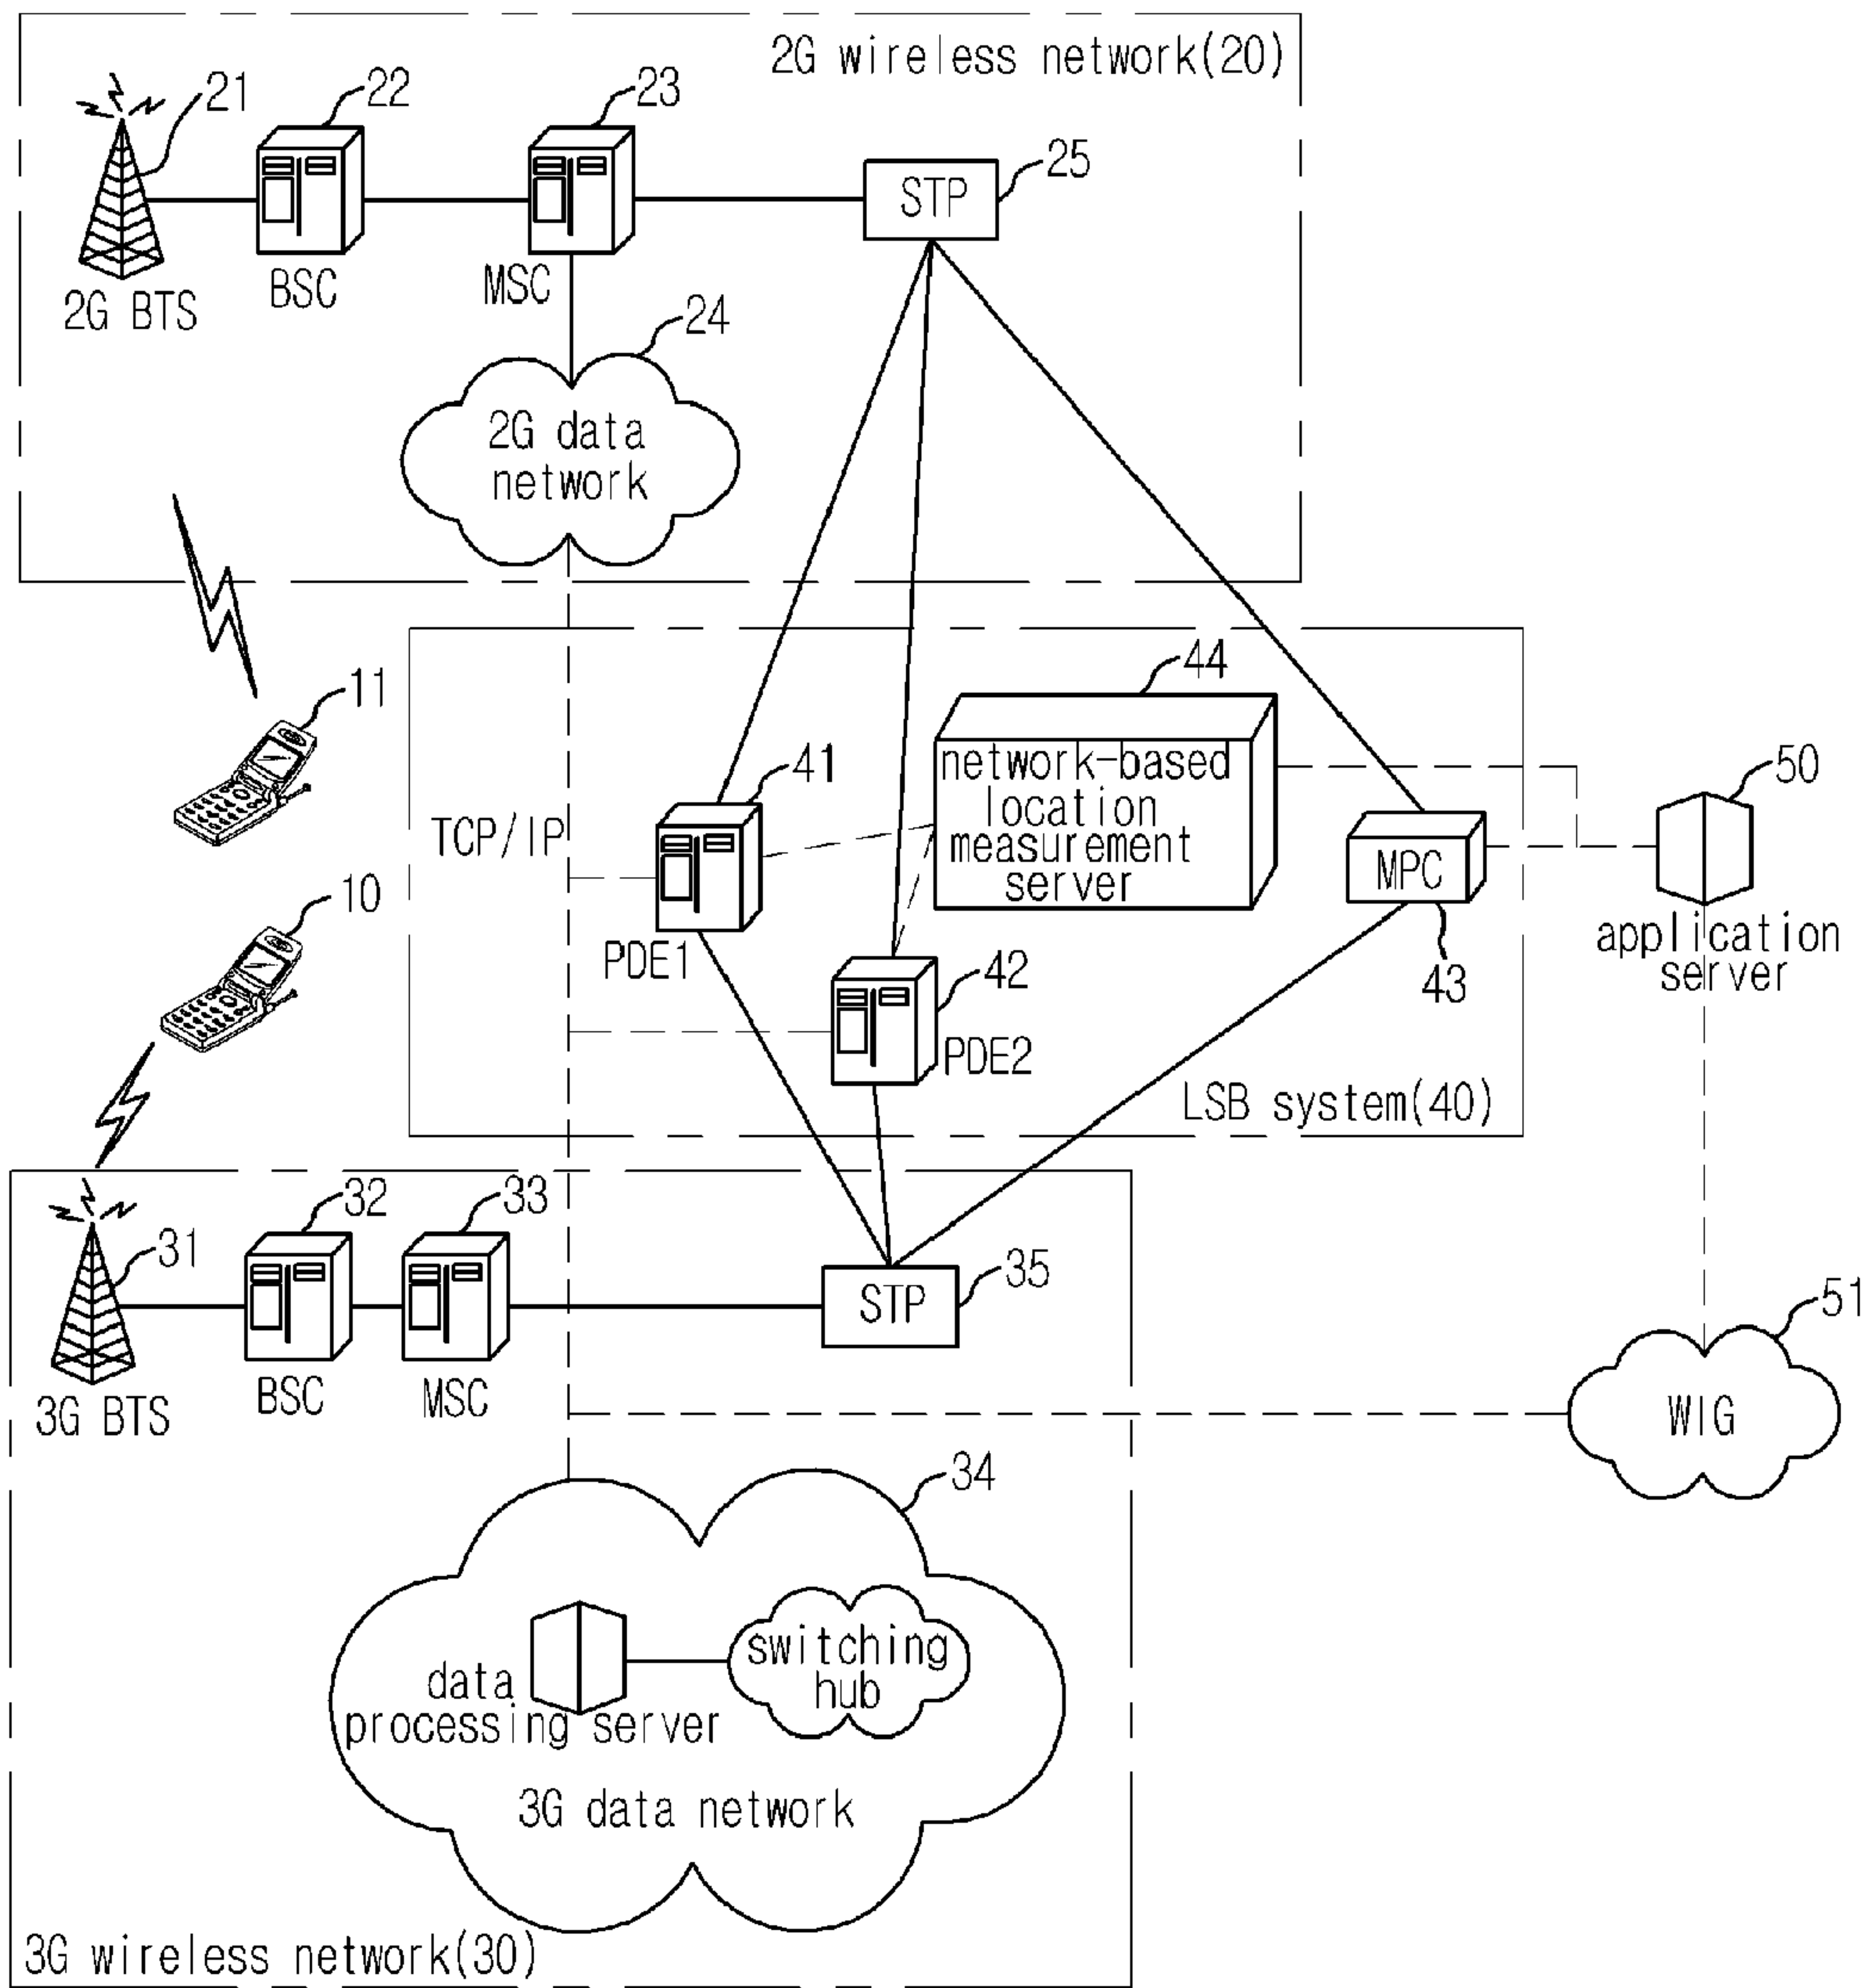 2G wireless network(20)
21
22
23
25
STP
2G BTS
BSC
MSC
24
2G data
network
11
44
41
network-based
location
measurement
server
50
TCP/IP
MPC
10
PDE1
42
43
application
server
PDE2
LSB system(40)
32
33
31
35
STP
51
3G BTS
BSC
MSC
WIG
34
switching
hub
data
processing server
3G data network
3G wireless network(30)